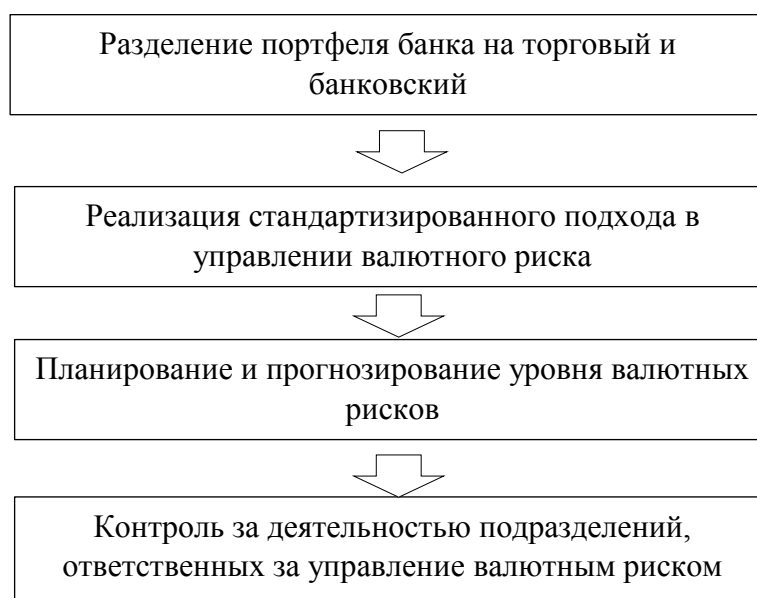 Разделение портфеля банка на торговый и
банковский
Реализация стандартизированного подхода в
управлении валютного риска
Планирование и прогнозирование уровня валютных
рисков
Контроль за деятельностью подразделений,
ответственных за управление валютным риском